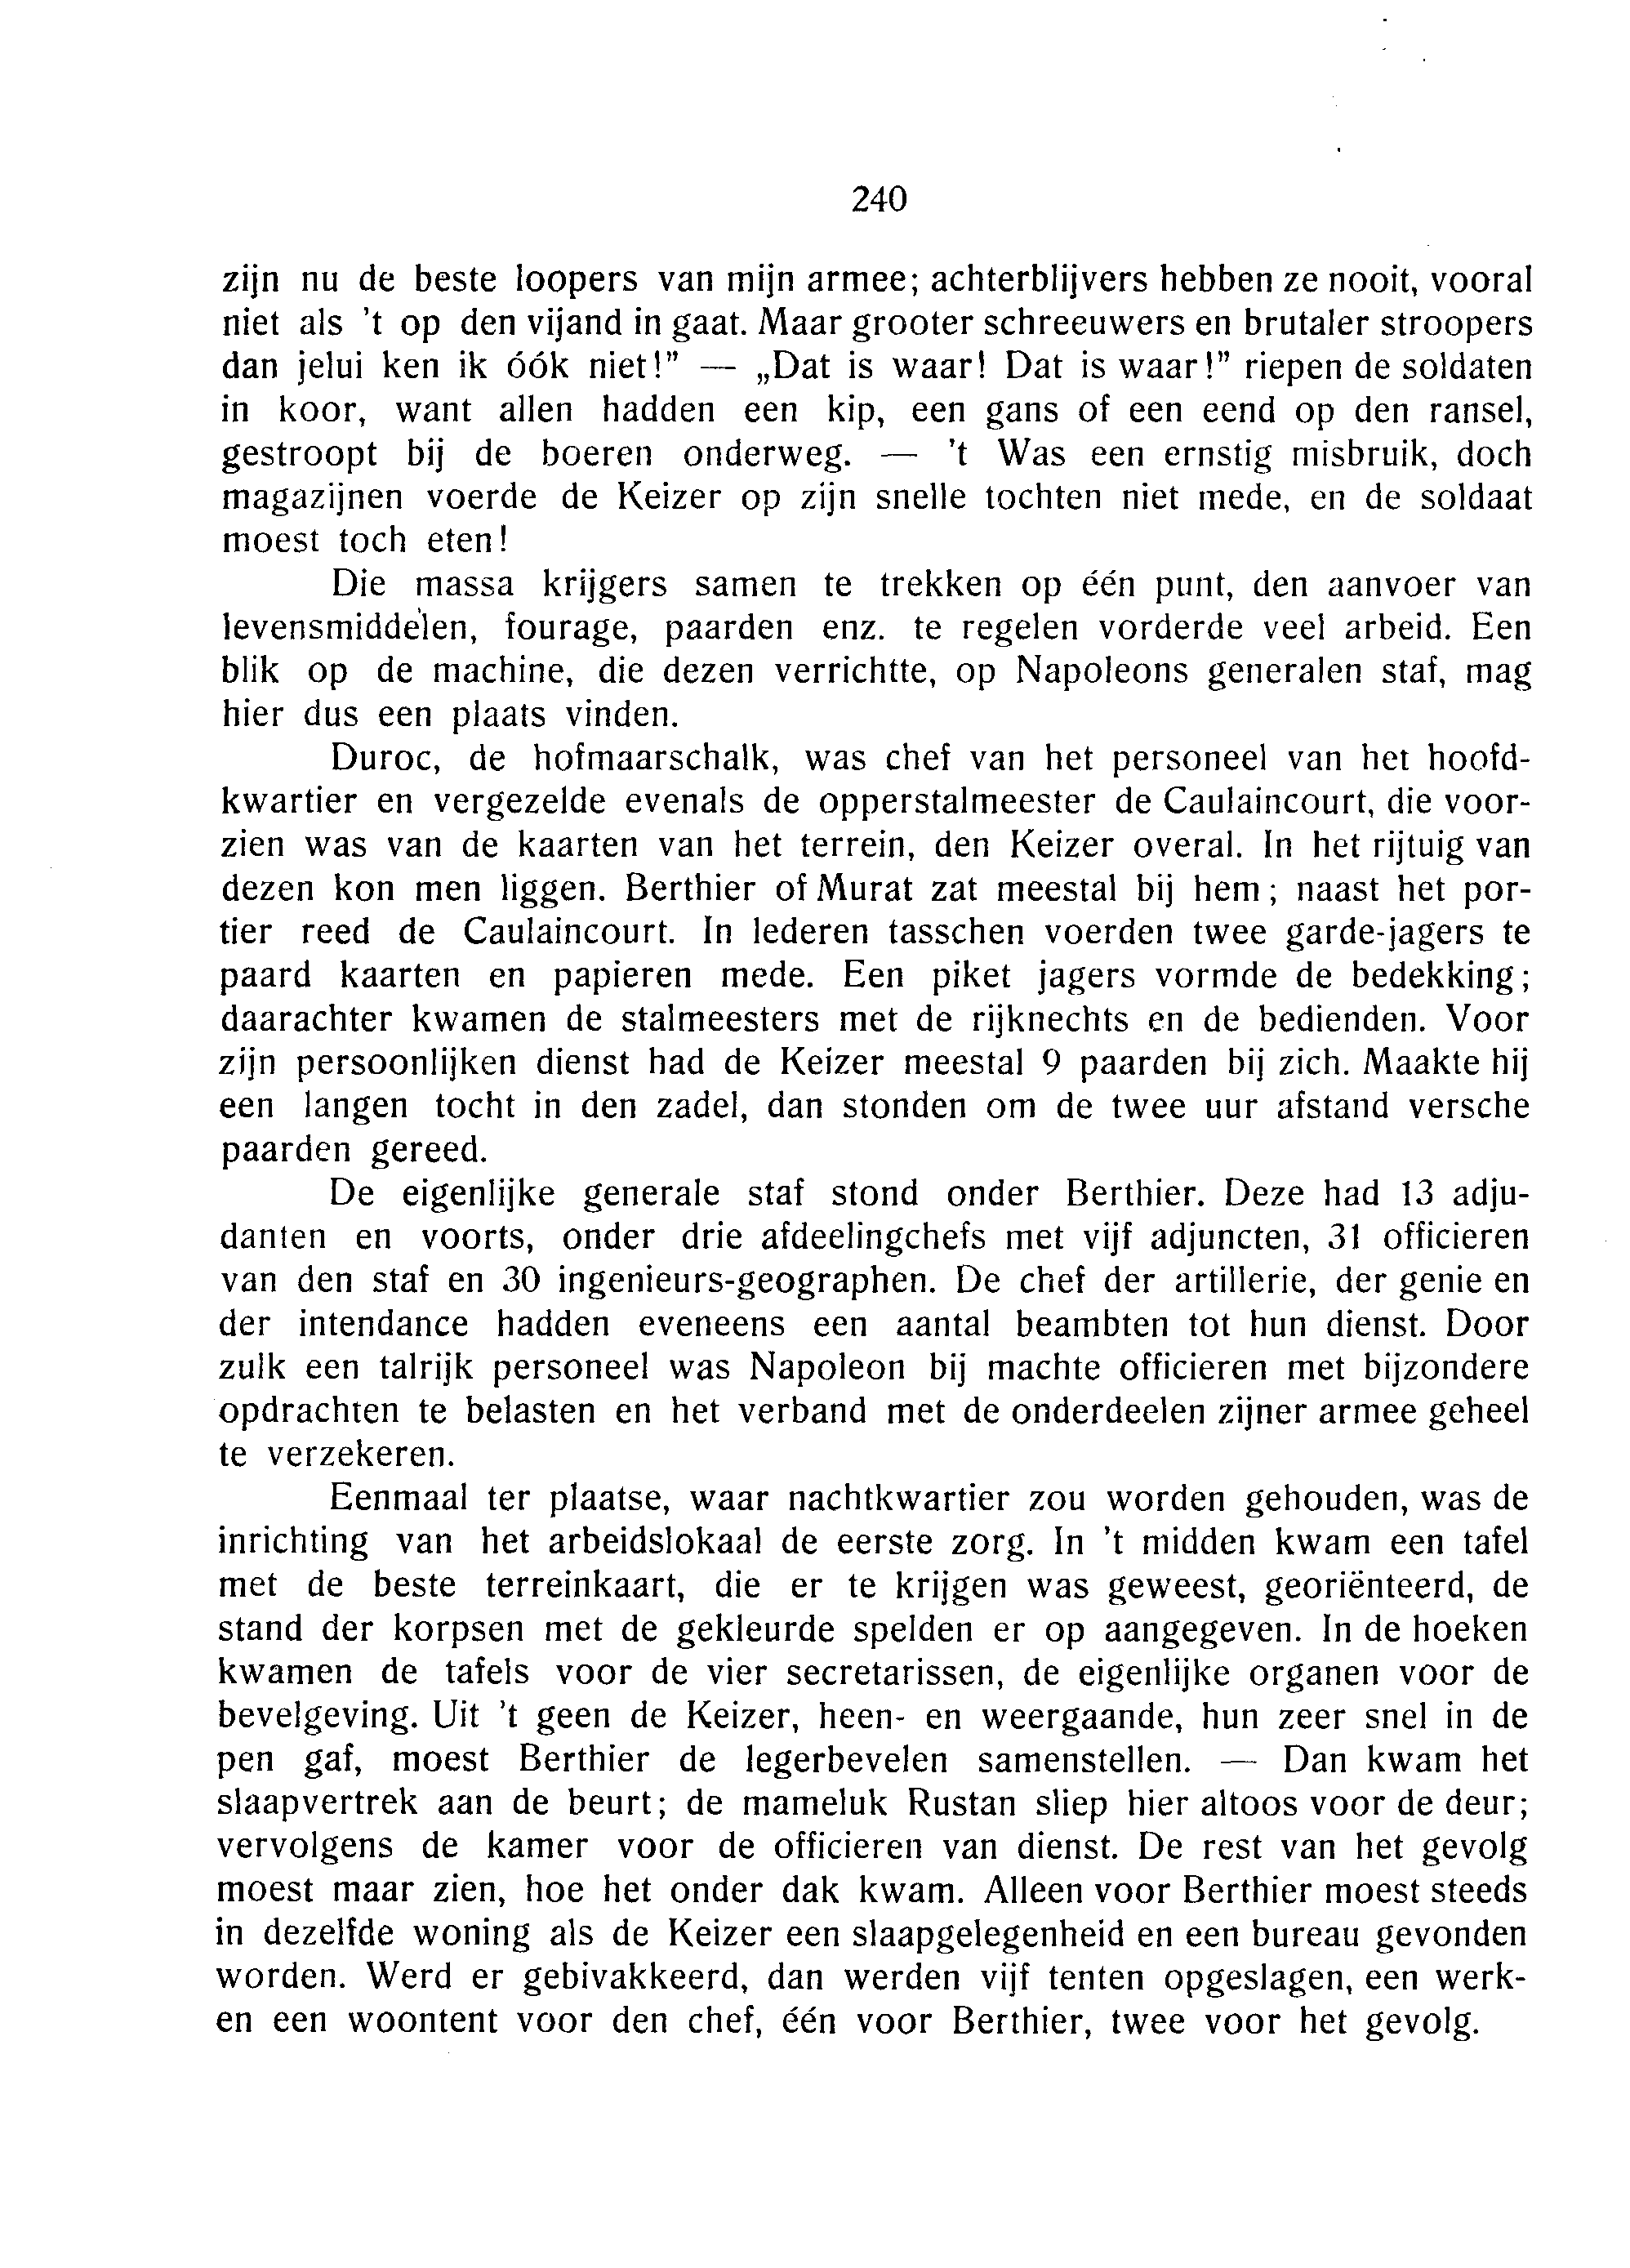 240
zijn nu de beste loopers van mijn armee; achterblijvers hebben ze nooit, vooral
niet als 't op den vijand in gaat. Maar grooter schreeuwers en brutaler stroopers
dan jelui ken ik óók niet!” — „Dat is waar! Dat is waar!” riepen de soldaten
in koor, want allen hadden een kip, een gans of een eend op den ransel,
gestroopt bij de boeren onderweg. — 't Was een ernstig misbruik, doch
magazijnen voerde de Keizer op zijn snelle tochten niet mede, en de soldaat
moest toch eten!
Die massa krijgers samen te trekken op één punt, den aanvoer van
levensmiddelen, fourage, paarden enz. te regelen vorderde veel arbeid. Een
blik op de machine, die dezen verrichtte, op Napoleons generalen staf, mag
hier dus een plaats vinden.
Duroc, de hofmaarschalk, was chef van het personeel van het hoofd-
kwartier en vergezelde evenals de opperstalmeester de Caulaincourt, die voor-
zien was van de kaarten van het terrein, den Keizer overal. In het rijtuig van
dezen kon men liggen. Berthier of Murat zat meestal bij hem; naast het por-
tier reed de Caulaincourt. In lederen tasschen voerden twee garde-jagers te
paard kaarten en papieren mede. Een piket jagers vormde de bedekking;
daarachter kwamen de stalmeesters met de rijknechts en de bedienden. Voor
zijn persoonlijken dienst had de Keizer meestal 9 paarden bij zich. Maakte hij
een langen tocht in den zadel, dan stonden om de twee uur afstand versche
paarden gereed.
De eigenlijke generale staf stond onder Berthier. Deze had 13 adju-
danten en voorts, onder drie afdeelingchefs met vijf adjuncten, 31 officieren
van den staf en 30 ingenieurs-geographen. De chef der artillerie, der genie en
der intendance hadden eveneens een aantal beambten tot hun dienst. Door
zulk een talrijk personeel was Napoleon bij machte officieren met bijzondere
opdrachten te belasten en het verband met de onderdeelen zijner armee geheel
te verzekeren.
Eenmaal ter plaatse, waar nachtkwartier zou worden gehouden, was de
inrichting van het arbeidslokaal de eerste zorg. In 't midden kwam een tafel
met de beste terreinkaart, die er te krijgen was geweest, georiënteerd, de
stand der korpsen met de gekleurde spelden er op aangegeven. In de hoeken
kwamen de tafels voor de vier secretarissen, de eigenlijke organen voor de
bevelgeving. Uit 't geen de Keizer, heen- en weergaande, hun zeer snel in de
pen gaf, moest Berthier de legerbevelen samenstellen. — Dan kwam het
slaapvertrek aan de beurt; de mameluk Rustan sliep hier altoos voor de deur;
vervolgens de kamer voor de officieren van dienst. De rest van het gevolg
moest maar zien, hoe het onder dak kwam. Alleen voor Berthier moest steeds
in dezelfde woning als de Keizer een slaapgelegenheid en een bureau gevonden
worden. Werd er gebivakkeerd, dan werden vijf tenten opgeslagen, een werk-
en een woontent voor den chef, één voor Berthier, twee voor het gevolg.